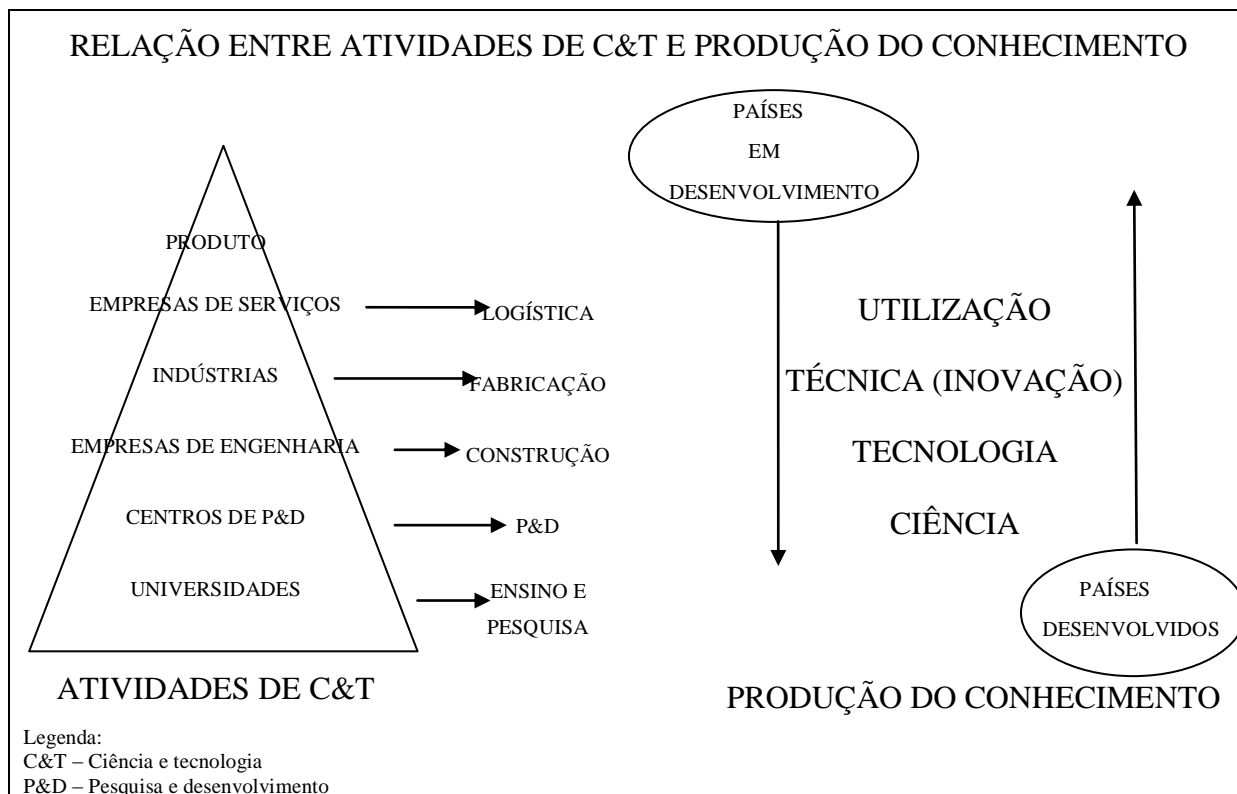 RELAÇÃO ENTRE ATIVIDADES DE C&T E PRODUÇÃO DO CONHECIMENTO
PRODUTO
EMPRESAS DE SERVIÇOS
LOGÍSTICA
INDÚSTRIAS
FABRICAÇÃO
EMPRESAS DE ENGENHARIA
CONSTRUÇÃO
CENTROS DE P&D
P&D
UNIVERSIDADES
ENSINO E
PESQUISA
ATIVIDADES DE C&T
PAÍSES
EM
DESENVOLVIMENTO
UTILIZAÇÃO
TÉCNICA (INOVAÇÃO)
TECNOLOGIA
CIÊNCIA
PAÍSES
DESENVOLVIDOS
PRODUÇÃO DO CONHECIMENTO
Legenda:
C&T – Ciência e tecnologia
P&D – Pesquisa e desenvolvimento